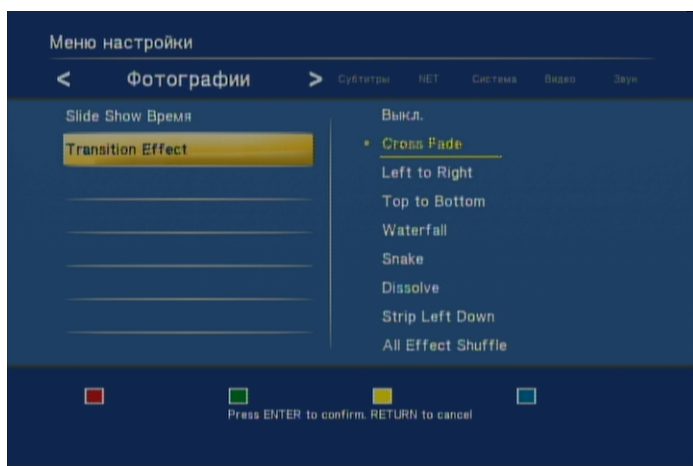 Меню настройки
< Фотографии > Субтитры NET Система Видео Звук
Slide Show Время
Transition Effect
Выкл.
Cross Fade
Left to Right
Top to Bottom
Waterfall
Snake
Dissolve
Strip Left Down
All Effect Shuffle
Press ENTER to confirm. RETURN to cancel